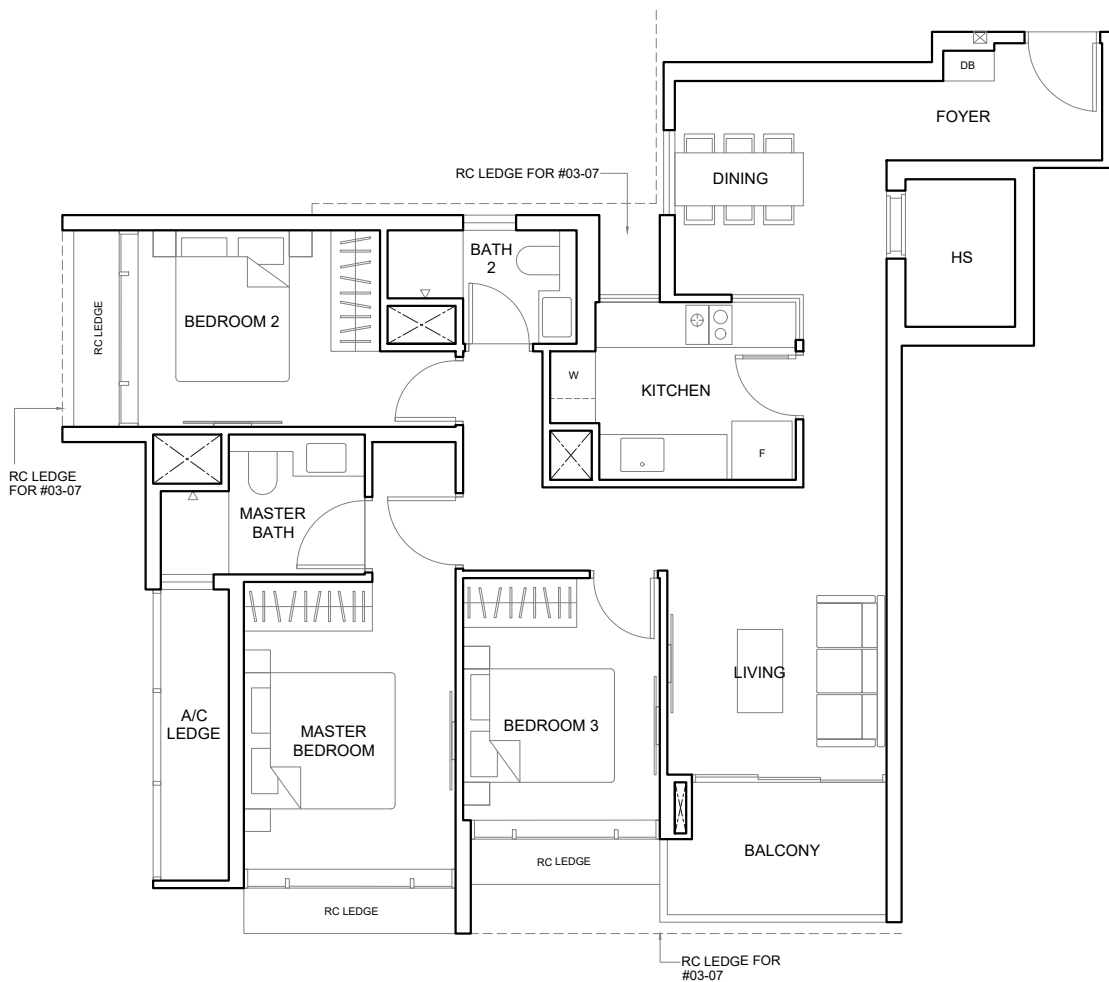 DB
FOYER
RC LEDGE FOR #03-07
DINING
BATH
2
HS
RC LEDGE
BEDROOM 2
W
KITCHEN
F
RC LEDGE
FOR #03-07
MASTER
BATH
A/C
LEDGE
MASTER
BEDROOM
BEDROOM 3
LIVING
BALCONY
RC LEDGE
RC LEDGE
RC LEDGE FOR
#03-07